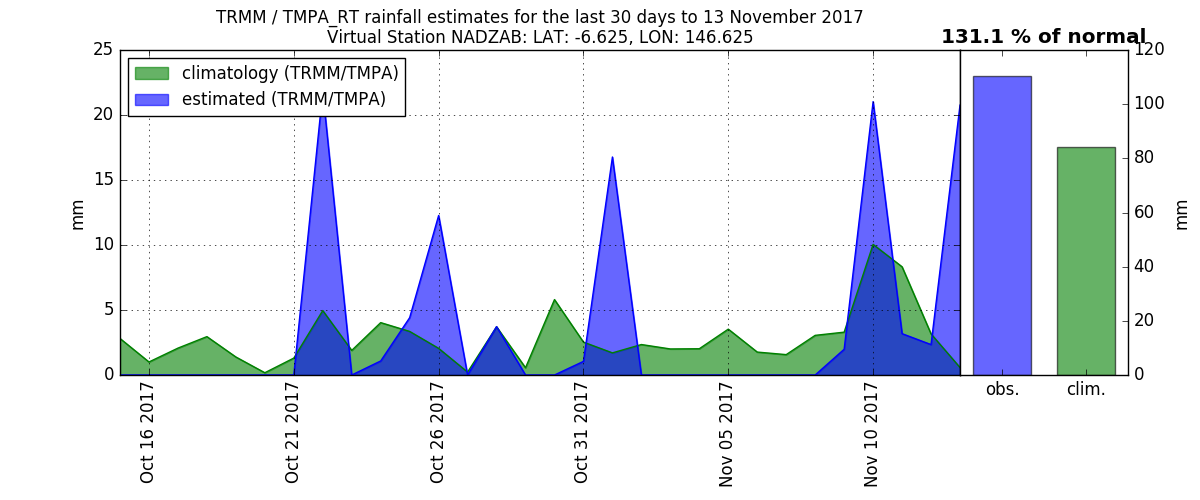 TRMM / TMPA_RT rainfall estimates for the last 30 days to 13 November 2017
Virtual Station NADZAB: LAT: -6.625, LON: 146.625
131.1 % of normal
climatology (TRMM/TMPA)
estimated (TRMM/TMPA)
25
20
15
10
5
0
mm
Oct 16 2017
Oct 21 2017
Oct 26 2017
Oct 31 2017
Nov 05 2017
Nov 10 2017
120
100
80
60
40
20
0
mm
obs.
clim.